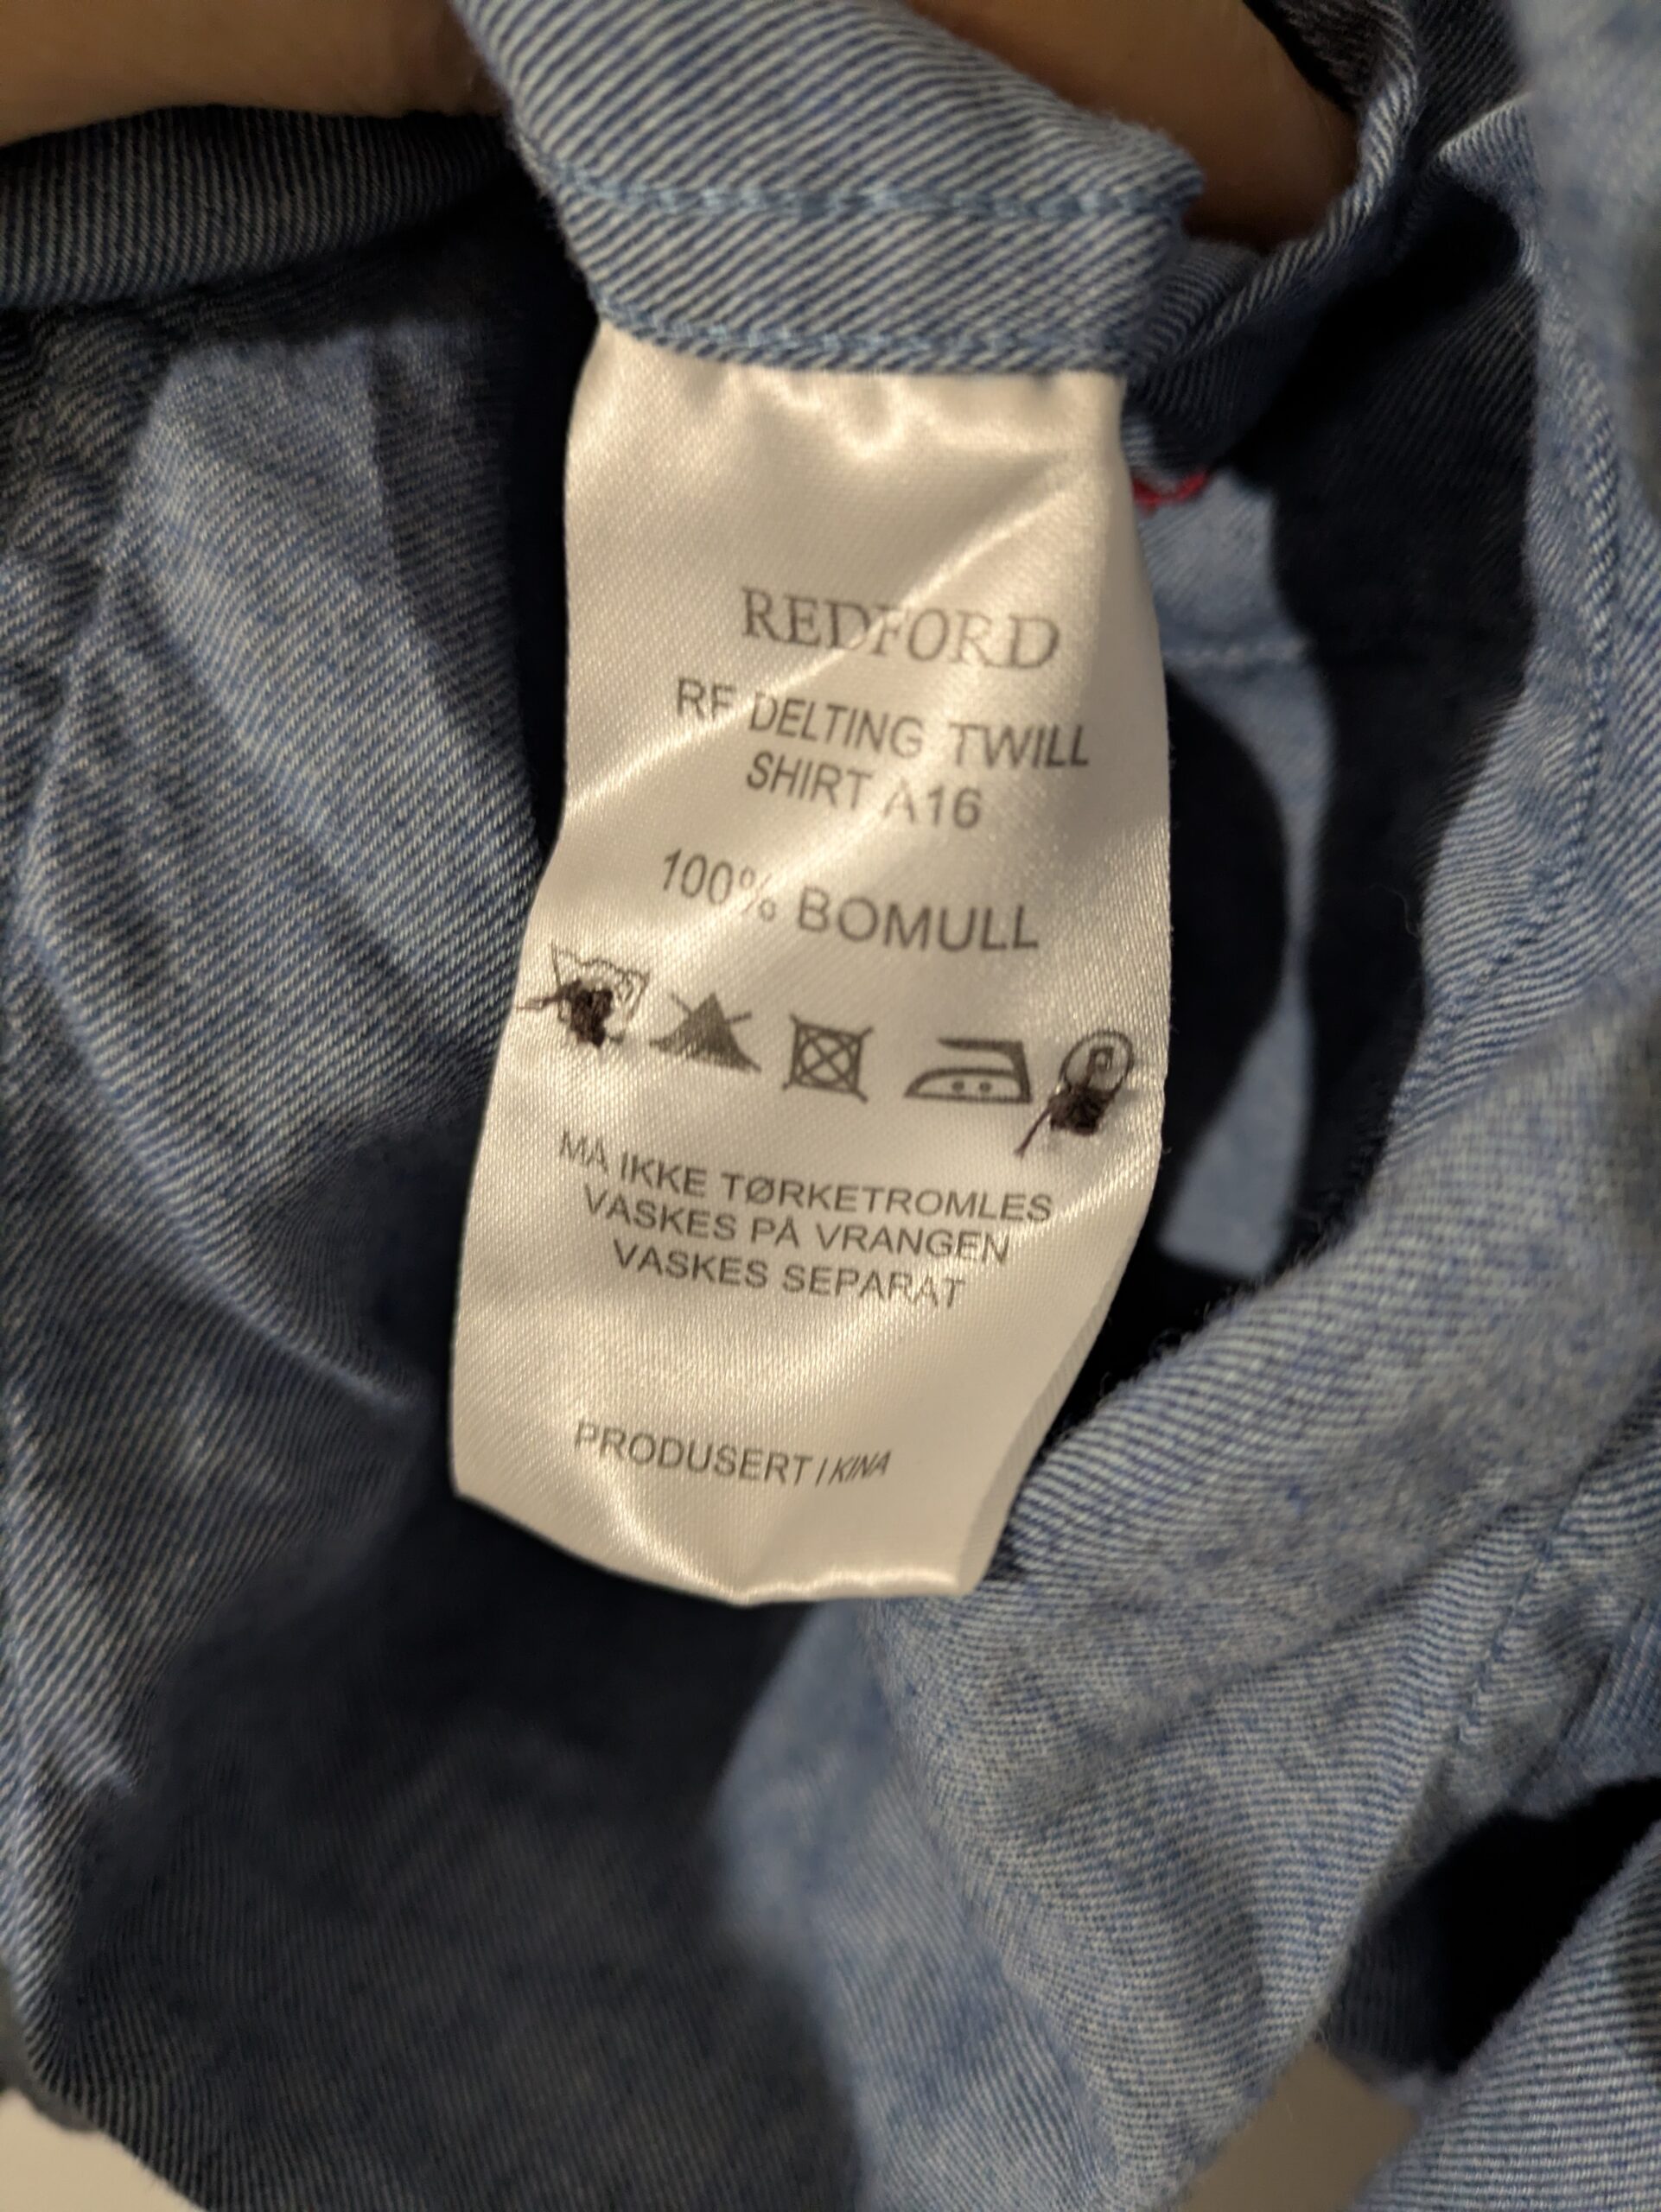 REDFORD
RF DELTING TWILL
SHIRT A16
100% BOMULL
MÅ IKKE TØRKETROMLES
VASKES PÅ VRANGEN
VASKES SEPARAT
PRODUSERT I KINA